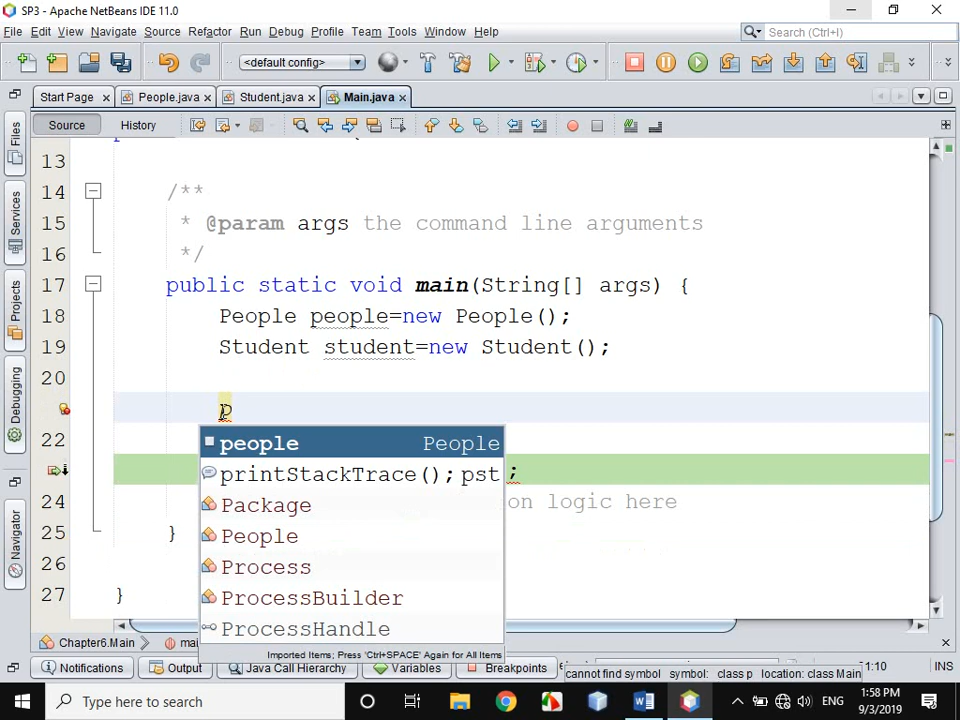 SP3 - Apache NetBeans IDE 11.0
File Edit View Navigate Source Refactor Run Debug Profile Team Tools Window Help
Search (Ctrl+I)
<default config>
Start Page People.java Student.java Main.java
Source History
Files
Services
Projects
Debugging
Navigator
13
14 /**
15 * @param args the command line arguments
16 */
17 public static void main(String[] args) {
18 People people=new People();
19 Student student=new Student();
20
p
22
;
24 on logic here
25 }
26
27 }
people People
printStackTrace(); pst
Package
People
Process
ProcessBuilder
ProcessHandle
Imported Items; Press 'Ctrl+SPACE' Again for All Items
Chapter6.Main
Notifications Output Java Call Hierarchy Variables Breakpoints
cannot find symbol symbol: class p location: class Main
1:10 INS
Type here to search
ENG
1:58 PM
9/3/2019